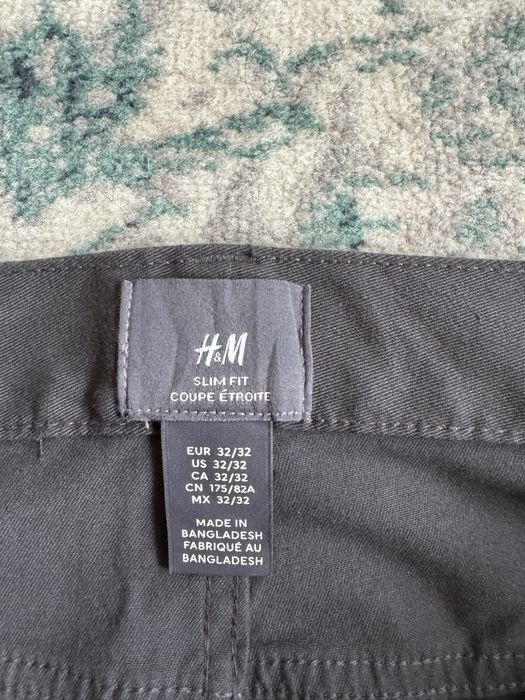 H&M
SLIM FIT
COUPE ÉTROITE
EUR 32/32
US 32/32
CA 32/32
CN 175/82A
MX 32/32
MADE IN
BANGLADESH
FABRIQUÉ AU
BANGLADESH